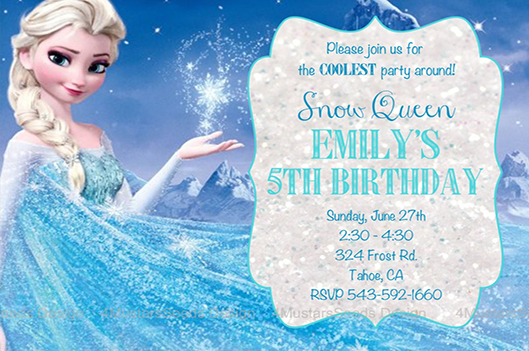 Please join us for
the COOLEST party around!
Snow Queen
EMILY'S
5TH BIRTHDAY
Sunday, June 27th
2:30 - 4:30
324 Frost Rd.
Tahoe, CA
RSVP 543-592-1660